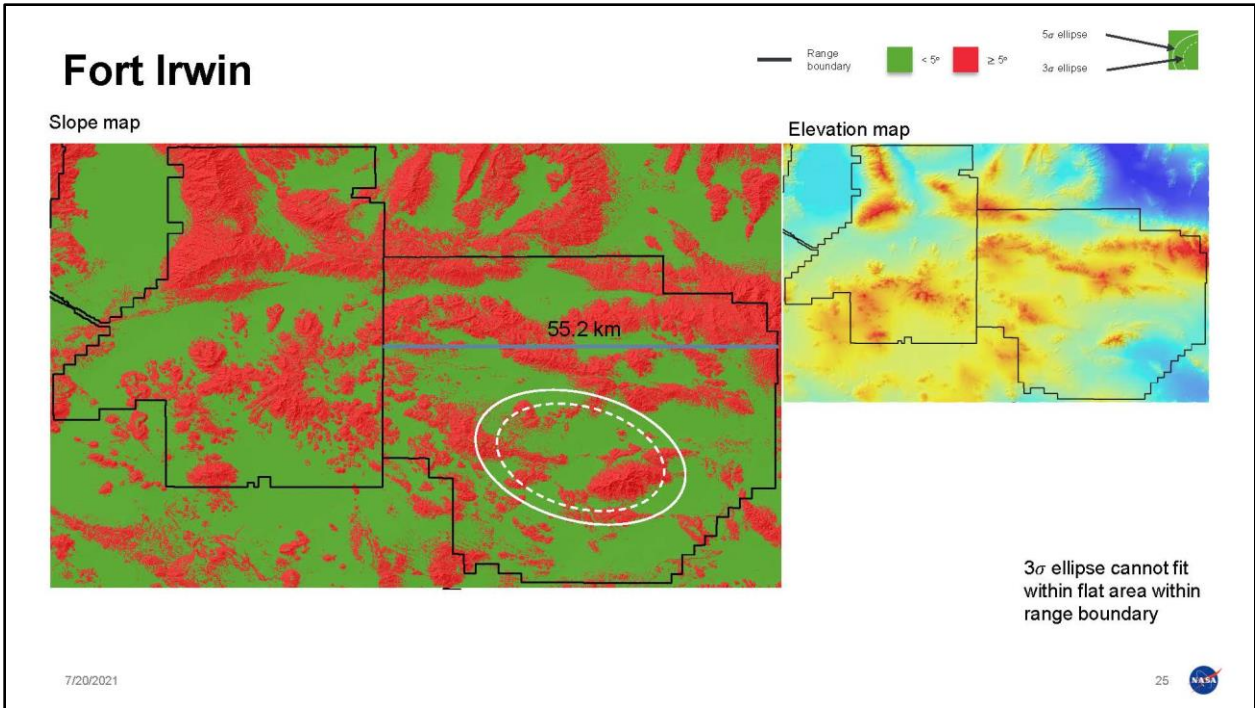 Fort Irwin
Range
boundary
< 5°
≥ 5°
5σ ellipse
3σ ellipse
Slope map
Elevation map
55.2 km
3σ ellipse cannot fit
within flat area within
range boundary
7/20/2021
25
NASA